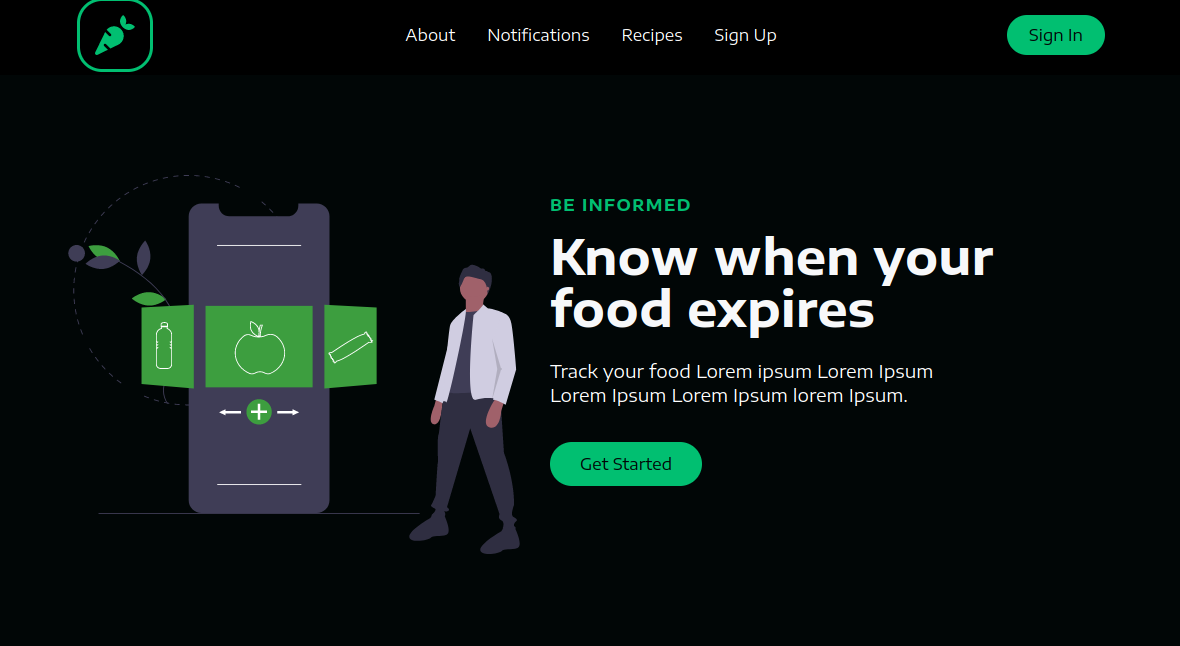 About Notifications Recipes Sign Up Sign In
BE INFORMED
Know when your
food expires
Track your food Lorem ipsum Lorem Ipsum
Lorem Ipsum Lorem Ipsum lorem Ipsum.
Get Started